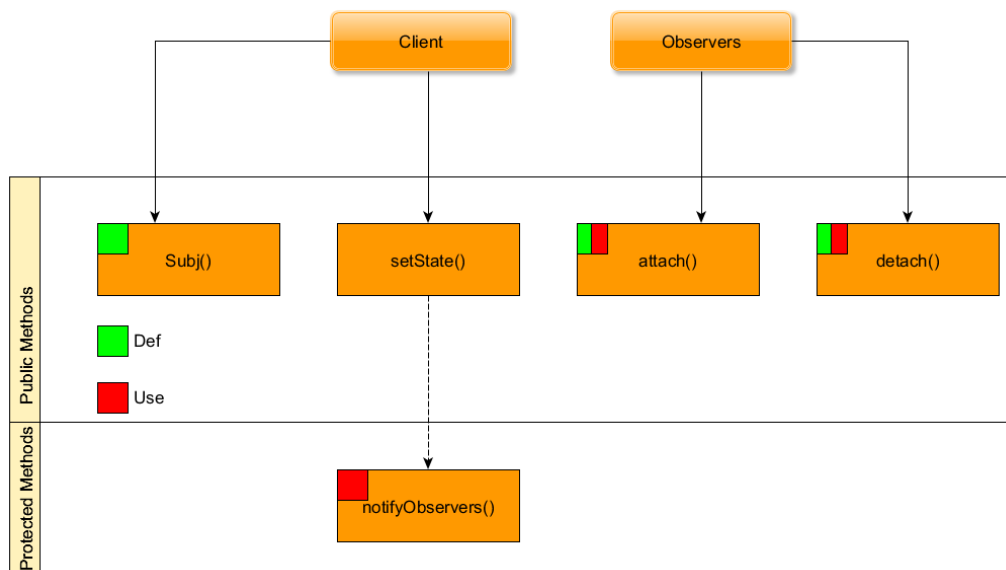 Client
Observers
Public Methods
Subj()
setState()
attach()
detach()
Def
Use
Protected Methods
notifyObservers()